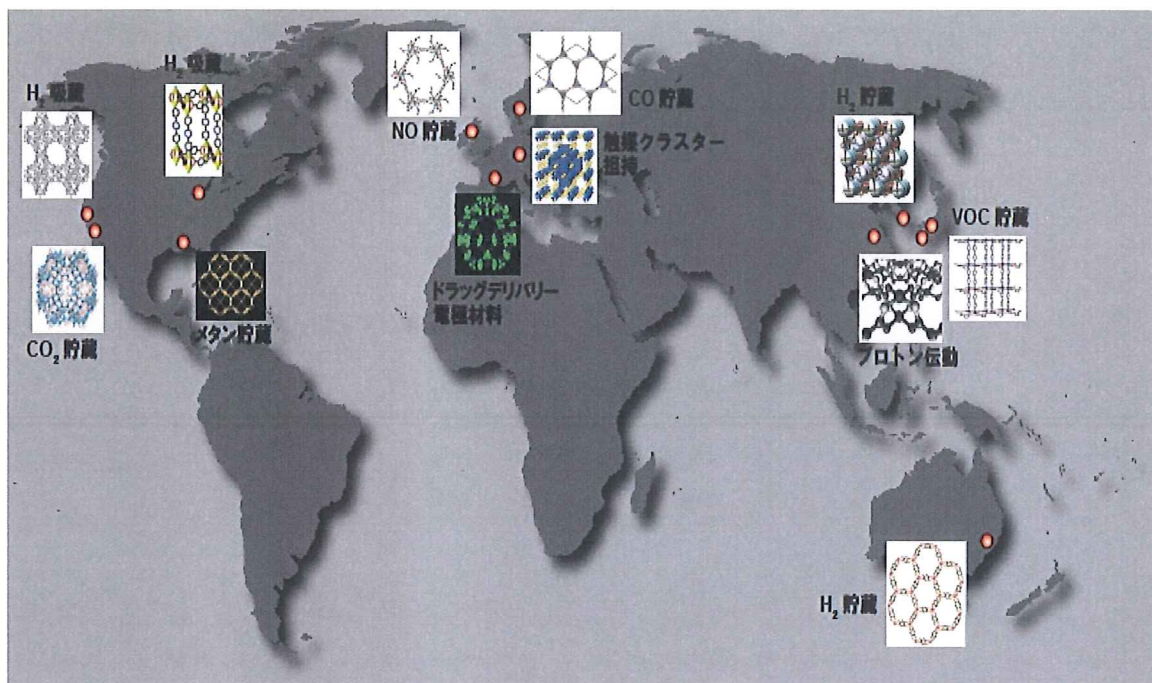 H₂ 吸蔵
H₂ 吸蔵
NO 貯蔵
CO 貯蔵
触媒クラスター
担持
H₂ 貯蔵
VOC 貯蔵
CO₂ 貯蔵
メタン貯蔵
ドラッグデリバリー
電極材料
プロトン伝動
H₂ 貯蔵